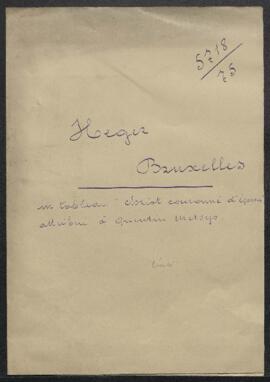 5718
/75
Heger
Bruxelles
un tableau Christ couronné d'épines
attribué à Quentin Metsys